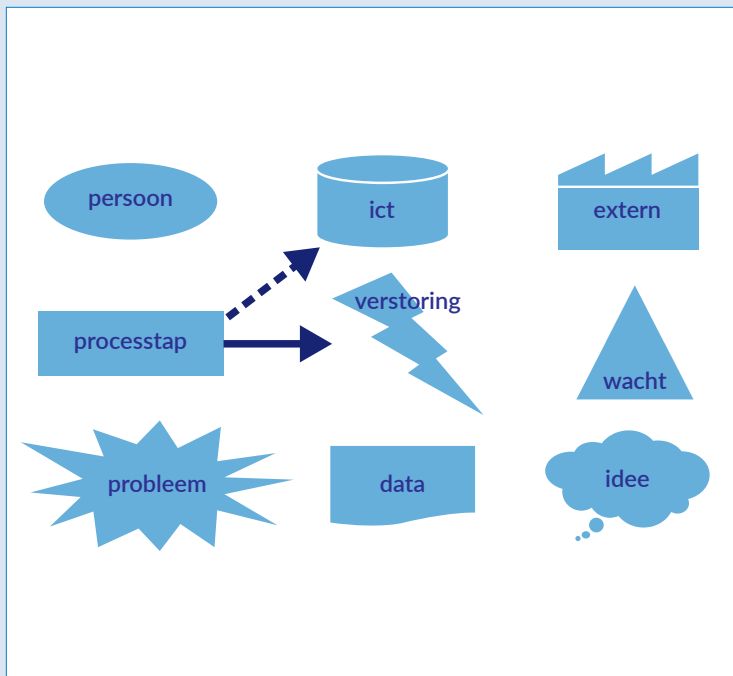 persoon
ict
extern
verstoring
processtap
wacht
probleem
data
idee